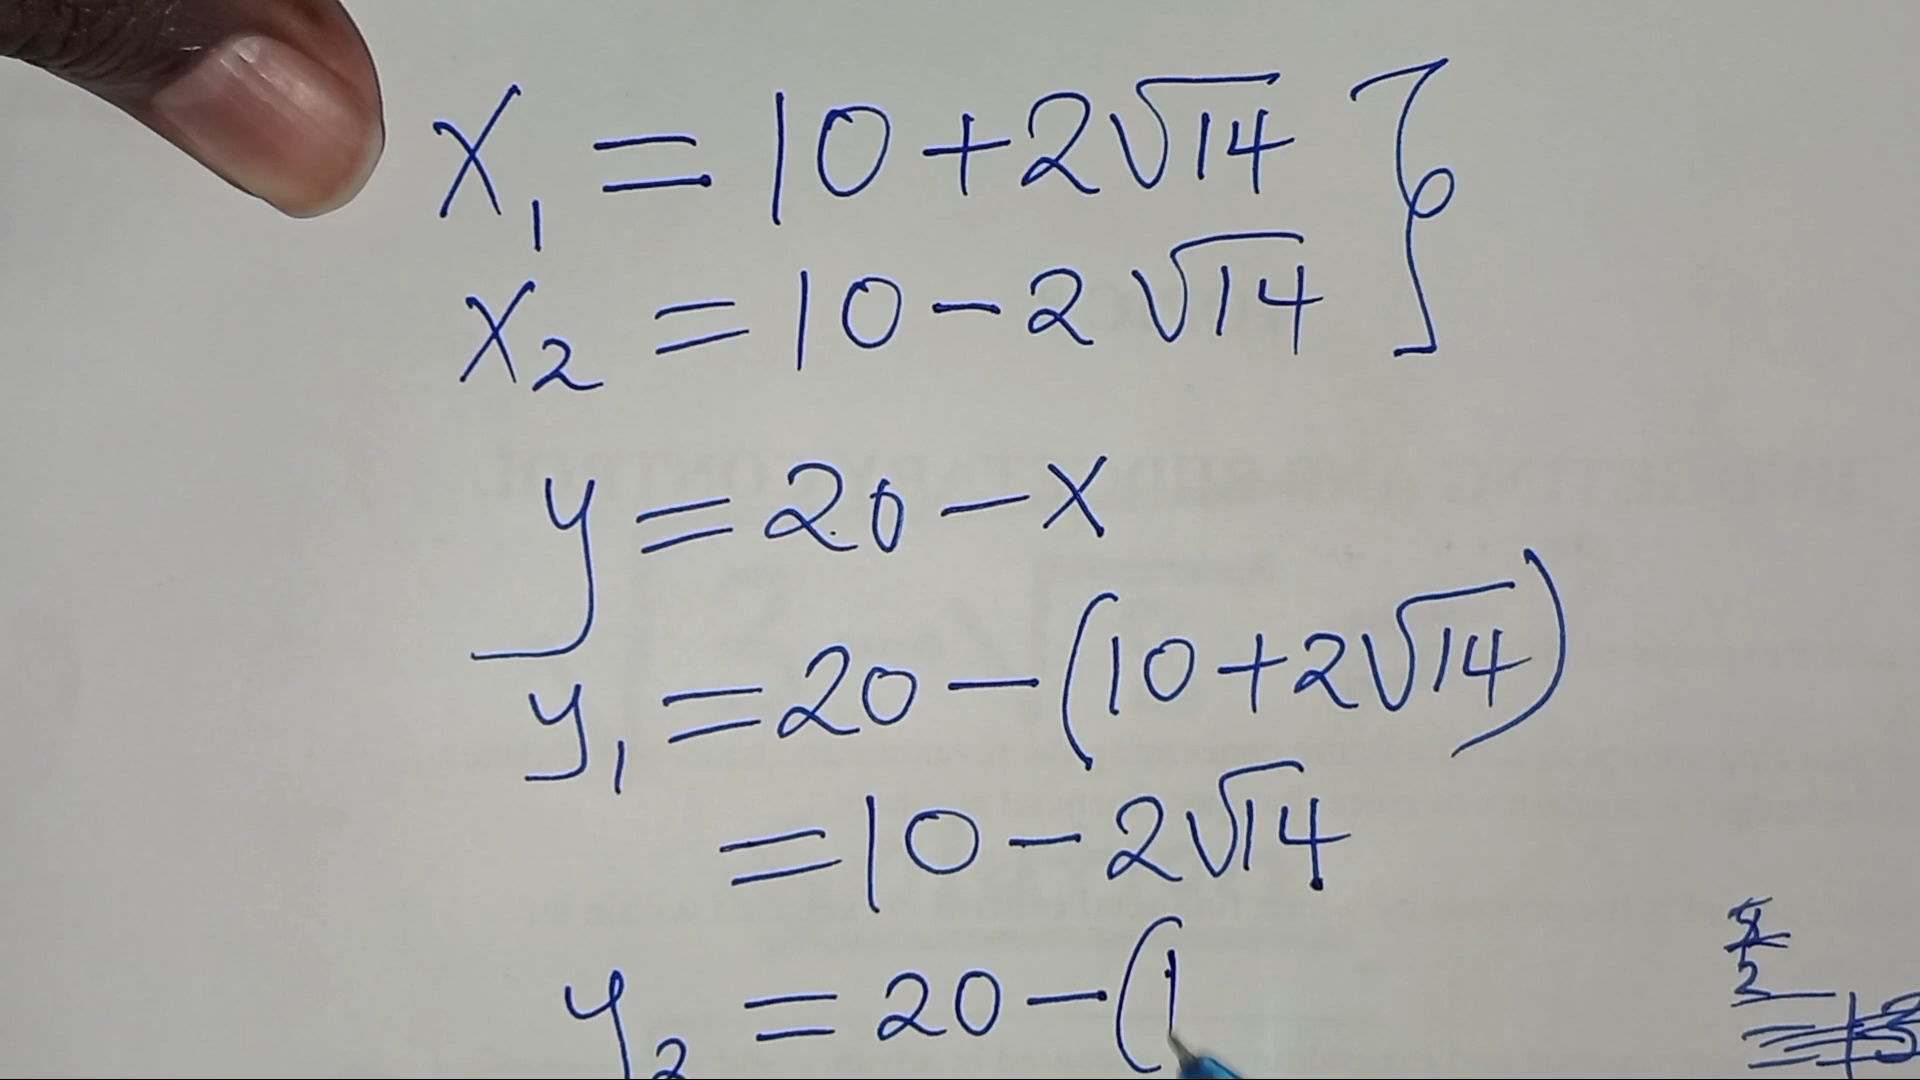 x₁ = 10 + 2√14 }
x₂ = 10 - 2√14
y = 20 - x
y₁ = 20 - (10 + 2√14)
= 10 - 2√14
y₂ = 20 - (1
2